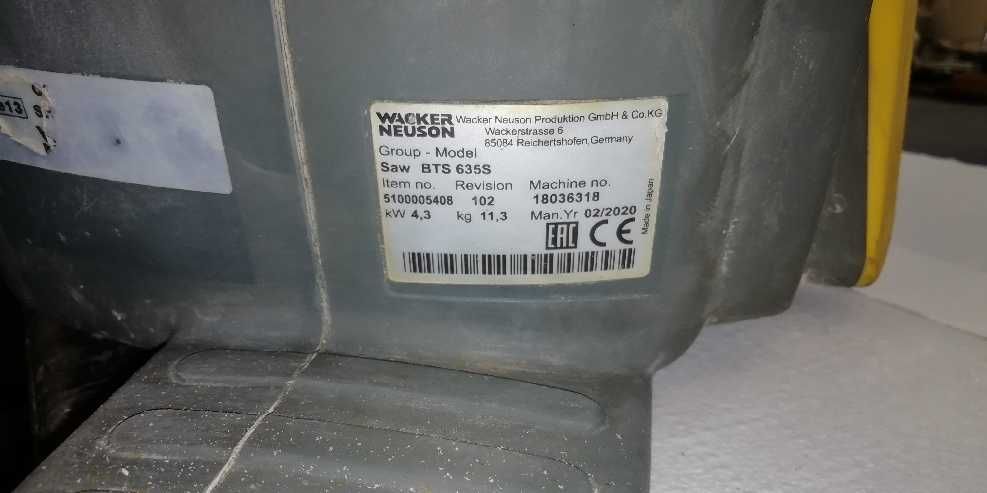 e13
WACKER NEUSON
Wacker Neuson Produktion GmbH & Co.KG
Wackerstrasse 6
85084 Reichertshofen,Germany
Group - Model
Saw BTS 635S
Item no. Revision Machine no.
5100005408 102 18036318
kW 4,3 kg 11,3 Man.Yr 02/2020
EAC CE
Made in Japan